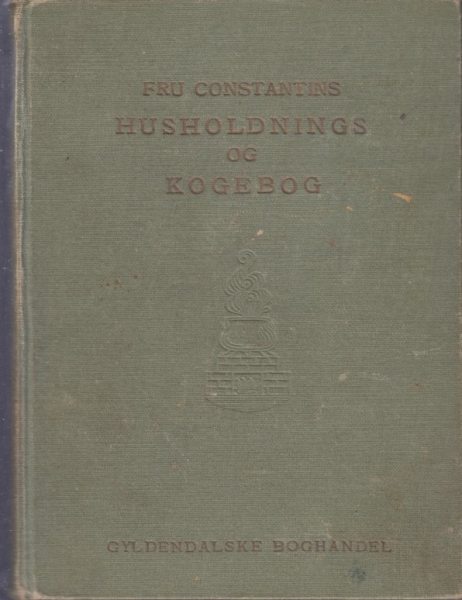 FRU CONSTANTINS
HUSHOLDNINGS
OG
KOGEBOG
GYLDENDALSKE BOGHANDEL